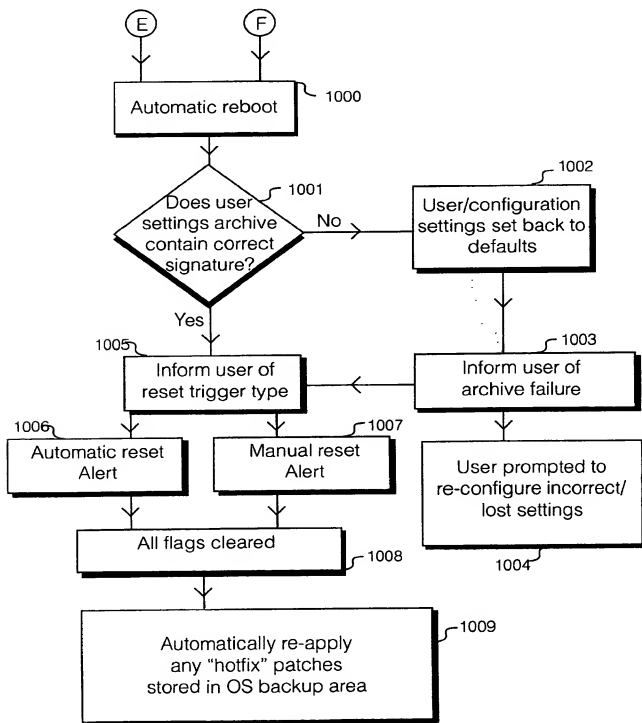 E
F
Automatic reboot
1000
Does user
settings archive
contain correct
signature?
1001
No
1002
User/configuration
settings set back to
defaults
Yes
1005
Inform user of
reset trigger type
1003
Inform user of
archive failure
1006
Automatic reset
Alert
1007
Manual reset
Alert
User prompted to
re-configure incorrect/
lost settings
1004
All flags cleared
1008
Automatically re-apply
any "hotfix" patches
stored in OS backup area
1009